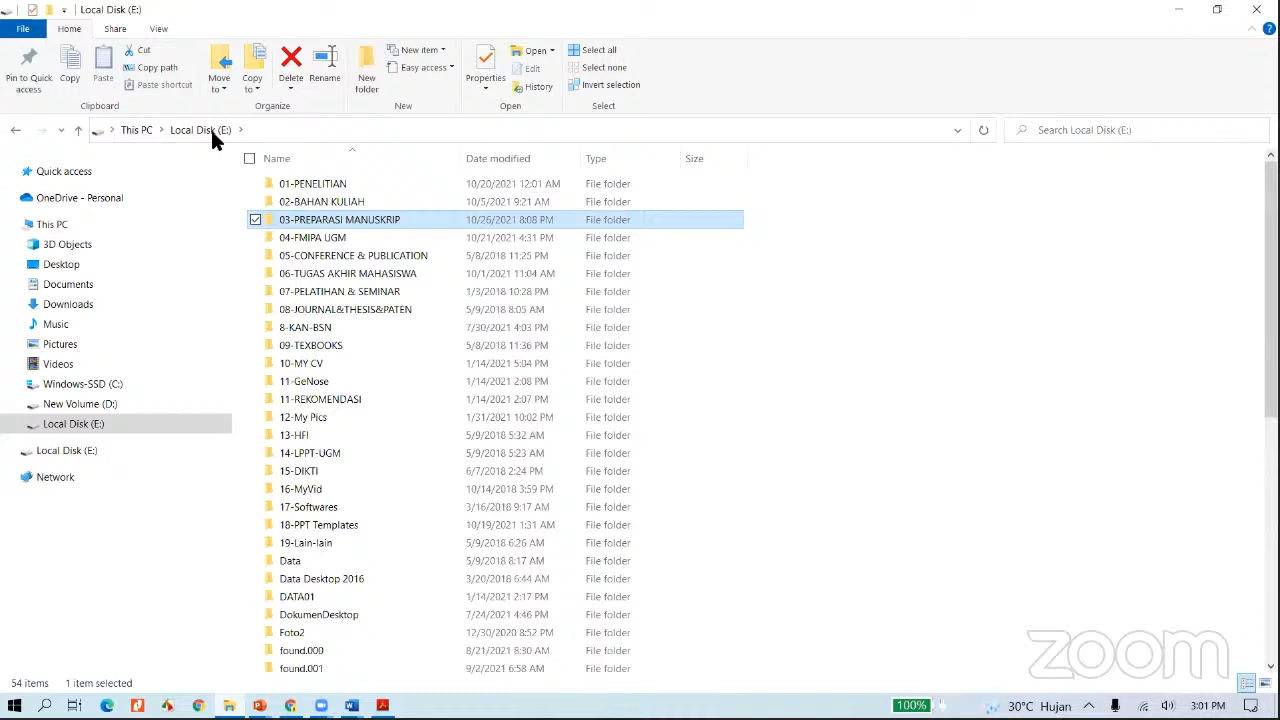 Local Disk (E:)
File Home Share View
Pin to Quick access
Copy
Paste
Cut
Copy path
Paste shortcut
Move to
Copy to
Delete
Rename
New folder
New item
Easy access
Properties
Open
Edit
History
Select all
Select none
Invert selection
Clipboard Organize New Open Select
This PC Local Disk (E:)
Search Local Disk (E:)
Quick access
OneDrive - Personal
This PC
3D Objects
Desktop
Documents
Downloads
Music
Pictures
Videos
Windows-SSD (C:)
New Volume (D:)
Local Disk (E:)
Local Disk (E:)
Network
Name Date modified Type Size
01-PENELITIAN 10/20/2021 12:01 AM File folder
02-BAHAN KULIAH 10/5/2021 9:21 AM File folder
03-PREPARASI MANUSKRIP 10/26/2021 8:08 PM File folder
04-FMIPA UGM 10/21/2021 4:31 PM File folder
05-CONFERENCE & PUBLICATION 5/8/2018 11:25 PM File folder
06-TUGAS AKHIR MAHASISWA 10/1/2021 11:04 AM File folder
07-PELATIHAN & SEMINAR 1/3/2018 10:28 PM File folder
08-JOURNAL&THESIS&PATEN 5/9/2018 8:05 AM File folder
8-KAN-BSN 7/30/2021 4:03 PM File folder
09-TEXBOOKS 5/8/2018 11:36 PM File folder
10-MY CV 1/14/2021 5:04 PM File folder
11-GeNose 1/14/2021 2:08 PM File folder
11-REKOMENDASI 1/14/2021 2:07 PM File folder
12-My Pics 1/31/2021 10:02 PM File folder
13-HFI 5/9/2018 5:32 AM File folder
14-LPPT-UGM 5/9/2018 5:23 AM File folder
15-DIKTI 6/7/2018 2:24 PM File folder
16-MyVid 10/14/2018 3:59 PM File folder
17-Softwares 3/16/2018 9:17 AM File folder
18-PPT Templates 10/19/2021 1:31 AM File folder
19-Lain-lain 5/9/2018 6:26 AM File folder
Data 5/9/2018 8:17 AM File folder
Data Desktop 2016 3/20/2018 6:44 AM File folder
DATA01 1/14/2021 2:17 PM File folder
DokumenDesktop 7/24/2021 4:46 PM File folder
Foto2 12/30/2020 8:52 PM File folder
found.000 8/21/2021 8:30 AM File folder
found.001 9/2/2021 6:58 AM File folder
zoom
54 items 1 item selected
100% 30°C Hujan 3:01 PM